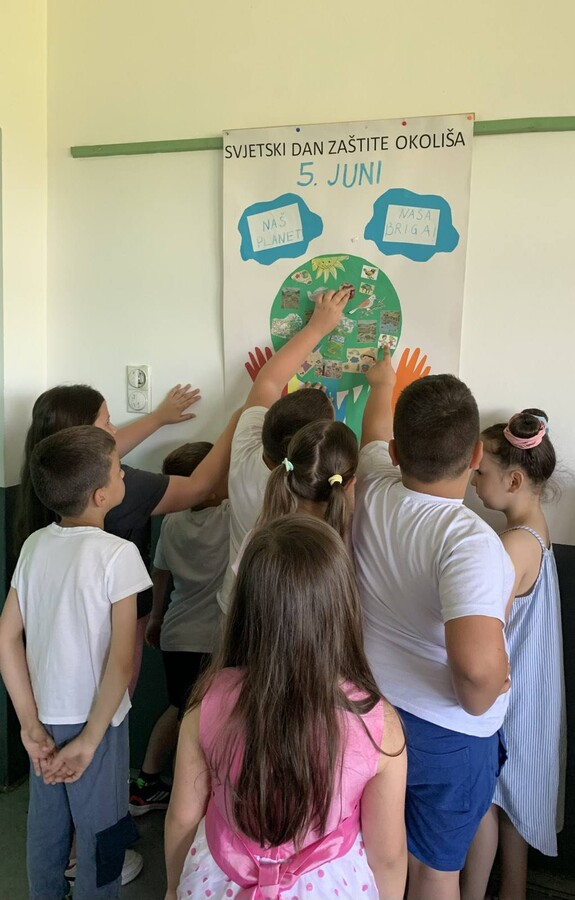 SVJETSKI DAN ZAŠTITE OKOLIŠA
5. JUNI
NAŠ
PLANET
NAŠA
BRIGA!